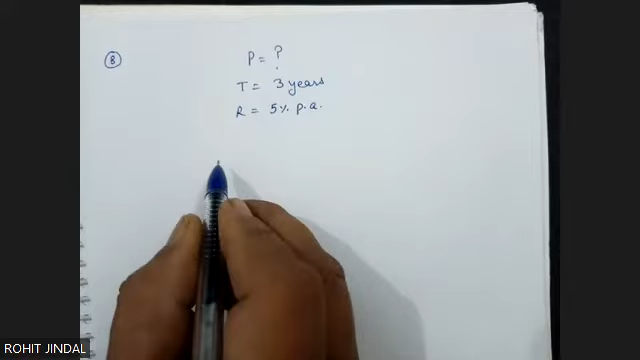 8
P = ?
T = 3 years
R = 5% p.a.
ROHIT JINDAL